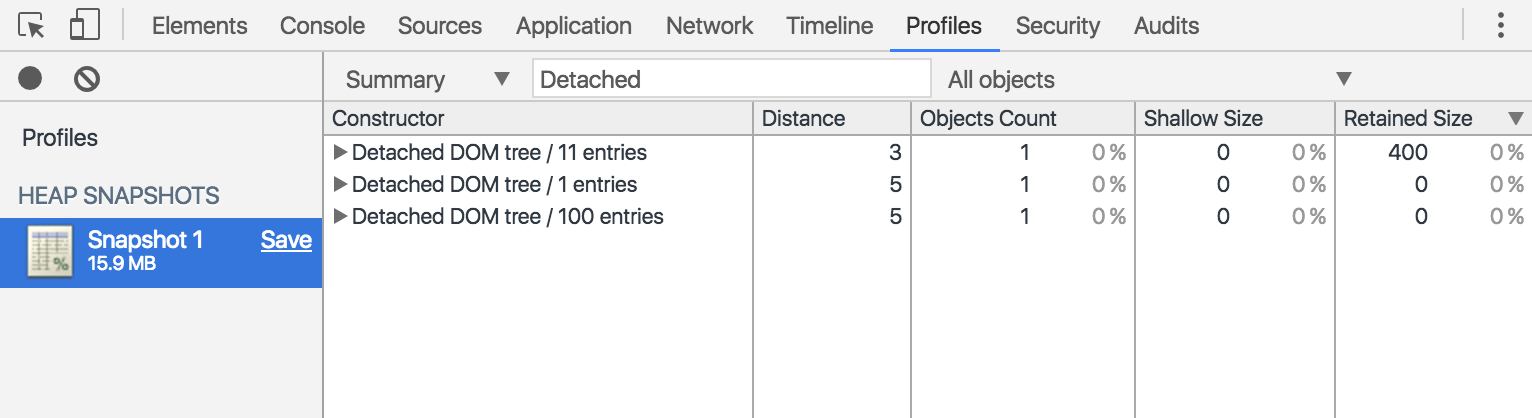 Elements Console Sources Application Network Timeline Profiles Security Audits
Summary Detached All objects
Profiles
HEAP SNAPSHOTS
Snapshot 1 Save
15.9 MB
Constructor Distance Objects Count Shallow Size Retained Size
Detached DOM tree / 11 entries 3 1 0 % 0 0 % 400 0 %
Detached DOM tree / 1 entries 5 1 0 % 0 0 % 0 0 %
Detached DOM tree / 100 entries 5 1 0 % 0 0 % 0 0 %